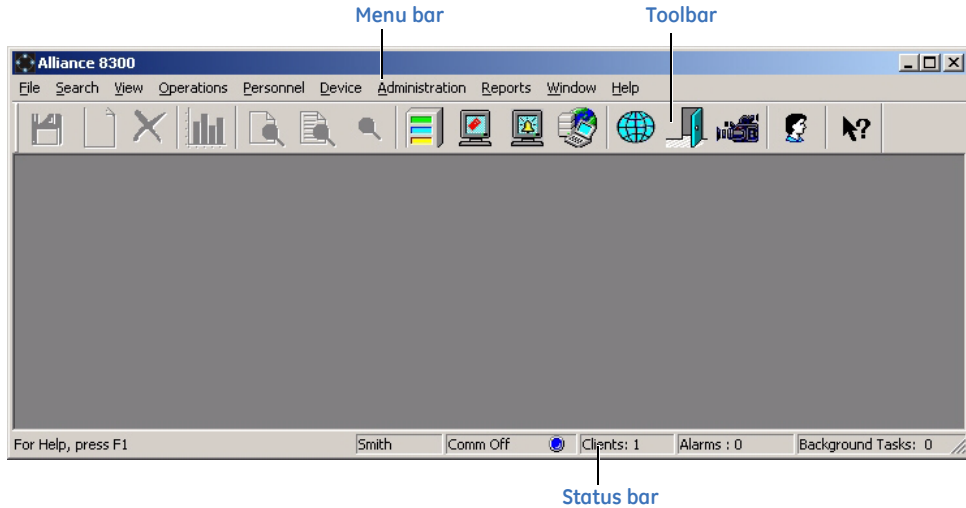 Menu bar Toolbar
Alliance 8300
File Search View Operations Personnel Device Administration Reports Window Help
?
For Help, press F1 Smith Comm Off Clients: 1 Alarms : 0 Background Tasks: 0
Status bar